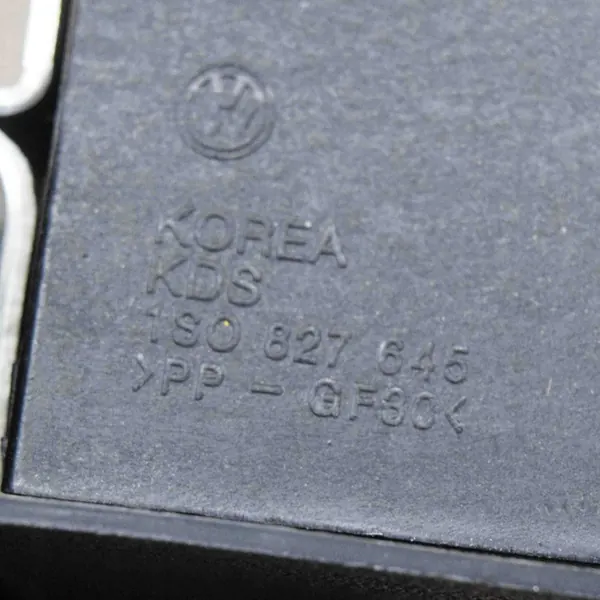 KOREA
KDS
1S0 827 645
>PP - GF30<